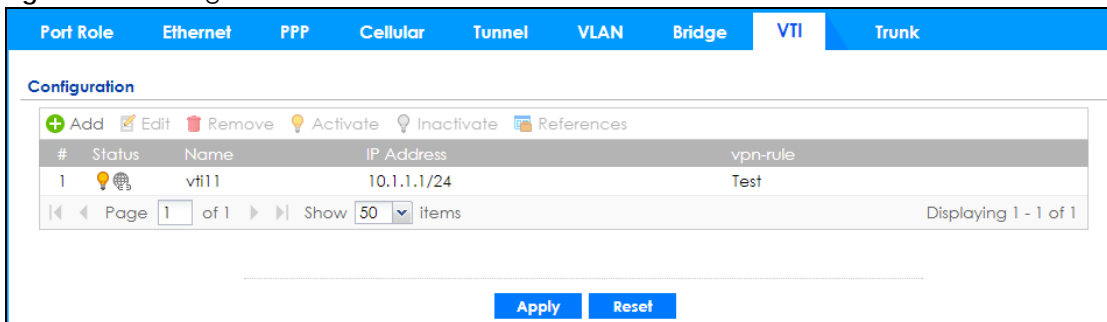 Port Role Ethernet PPP Cellular Tunnel VLAN Bridge VTI Trunk
Configuration
Add Edit Remove Activate Inactivate References
# Status Name IP Address vpn-rule
1 vti11 10.1.1.1/24 Test
Page 1 of 1 Show 50 items Displaying 1 - 1 of 1
Apply Reset